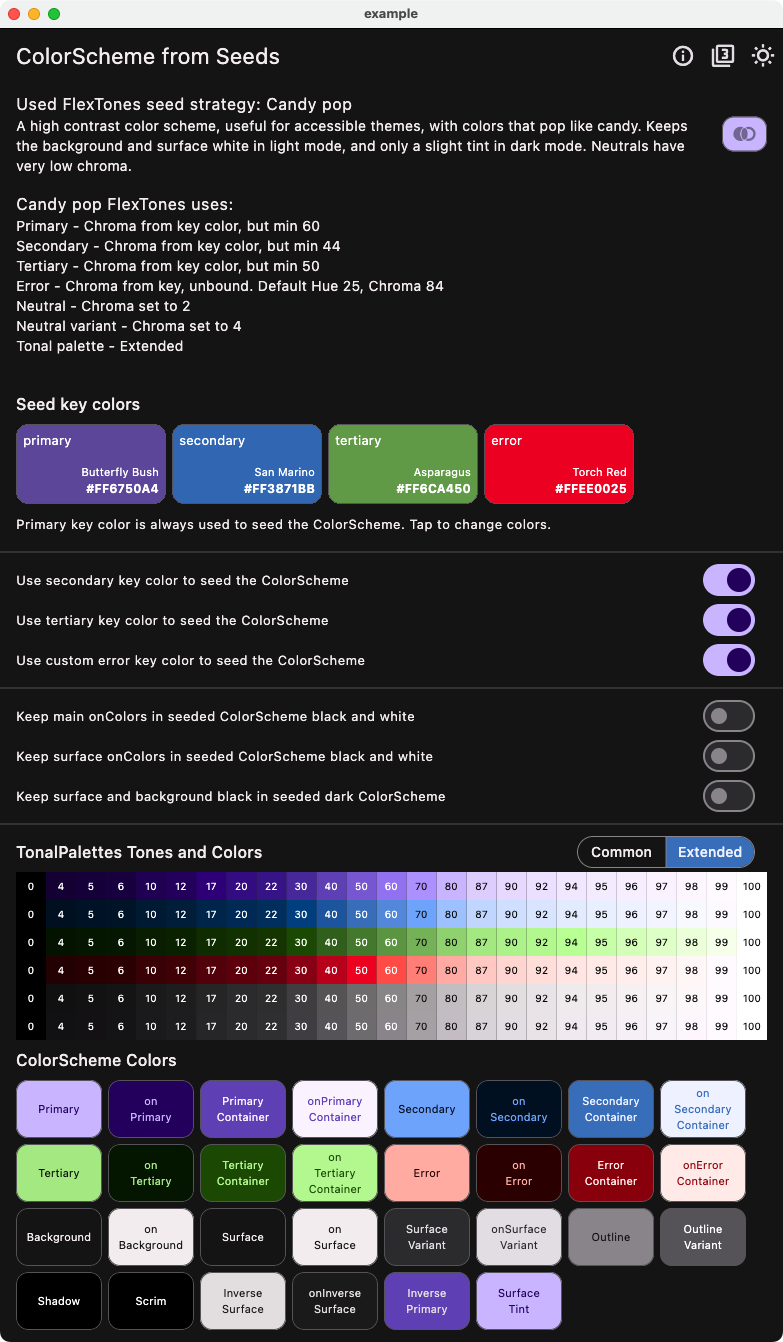 example
ColorScheme from Seeds
3
Used FlexTones seed strategy: Candy pop
A high contrast color scheme, useful for accessible themes, with colors that pop like candy. Keeps
the background and surface white in light mode, and only a slight tint in dark mode. Neutrals have
very low chroma.
Candy pop FlexTones uses:
Primary - Chroma from key color, but min 60
Secondary - Chroma from key color, but min 44
Tertiary - Chroma from key color, but min 50
Error - Chroma from key, unbound. Default Hue 25, Chroma 84
Neutral - Chroma set to 2
Neutral variant - Chroma set to 4
Tonal palette - Extended
Seed key colors
primary
Butterfly Bush
#FF6750A4
secondary
San Marino
#FF3871BB
tertiary
Asparagus
#FF6CA450
error
Torch Red
#FFEE0025
Primary key color is always used to seed the ColorScheme. Tap to change colors.
Use secondary key color to seed the ColorScheme
Use tertiary key color to seed the ColorScheme
Use custom error key color to seed the ColorScheme
Keep main onColors in seeded ColorScheme black and white
Keep surface onColors in seeded ColorScheme black and white
Keep surface and background black in seeded dark ColorScheme
TonalPalettes Tones and Colors
Common Extended
0 4 5 6 10 12 17 20 22 30 40 50 60 70 80 87 90 92 94 95 96 97 98 99 100
0 4 5 6 10 12 17 20 22 30 40 50 60 70 80 87 90 92 94 95 96 97 98 99 100
0 4 5 6 10 12 17 20 22 30 40 50 60 70 80 87 90 92 94 95 96 97 98 99 100
0 4 5 6 10 12 17 20 22 30 40 50 60 70 80 87 90 92 94 95 96 97 98 99 100
0 4 5 6 10 12 17 20 22 30 40 50 60 70 80 87 90 92 94 95 96 97 98 99 100
0 4 5 6 10 12 17 20 22 30 40 50 60 70 80 87 90 92 94 95 96 97 98 99 100
ColorScheme Colors
Primary
on
Primary
Primary
Container
onPrimary
Container
Secondary
on
Secondary
Secondary
Container
on
Secondary
Container
Tertiary
on
Tertiary
Tertiary
Container
on
Tertiary
Container
Error
on
Error
Error
Container
onError
Container
Background
on
Background
Surface
on
Surface
Surface
Variant
onSurface
Variant
Outline
Outline
Variant
Shadow
Scrim
Inverse
Surface
onInverse
Surface
Inverse
Primary
Surface
Tint